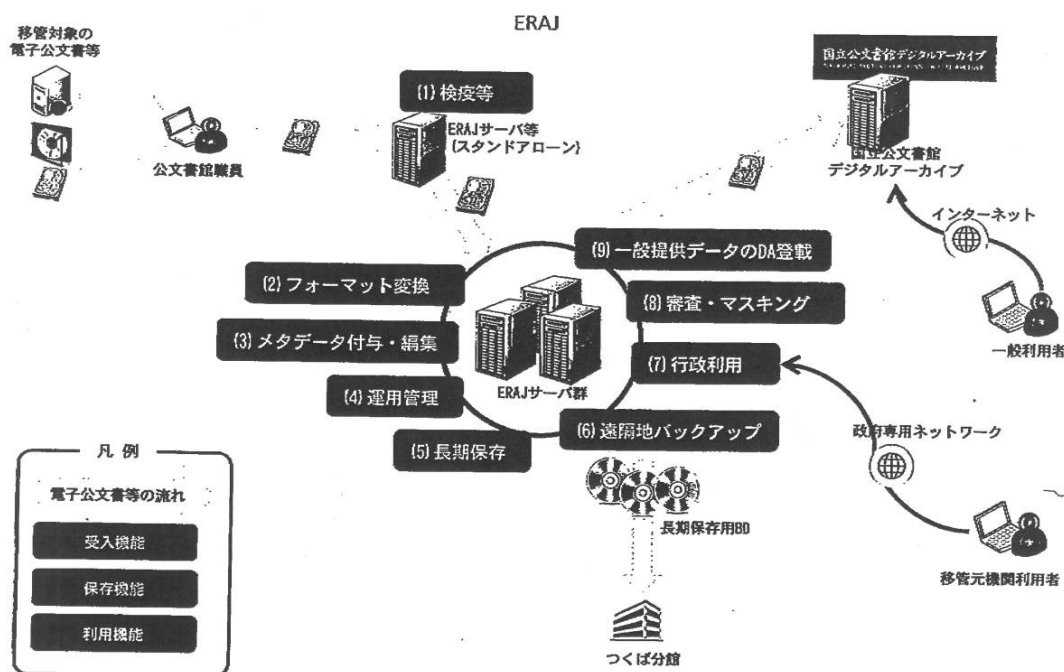 ERAJ
移管対象の
電子公文書等
公文書館職員
(1) 検疫等
ERAJサーバ等
(スタンドアローン)
国立公文書館デジタルアーカイブ
国立公文書館
デジタルアーカイブ
インターネット
一般利用者
(9) 一般提供データのDA登載
(2) フォーマット変換
(8) 審査・マスキング
(3) メタデータ付与・編集
(7) 行政利用
ERAJサーバ群
(4) 運用管理
(6) 遠隔地バックアップ
(5) 長期保存
政府専用ネットワーク
長期保存用BD
移管元機関利用者
つくば分館
凡例
電子公文書等の流れ
受入機能
保存機能
利用機能